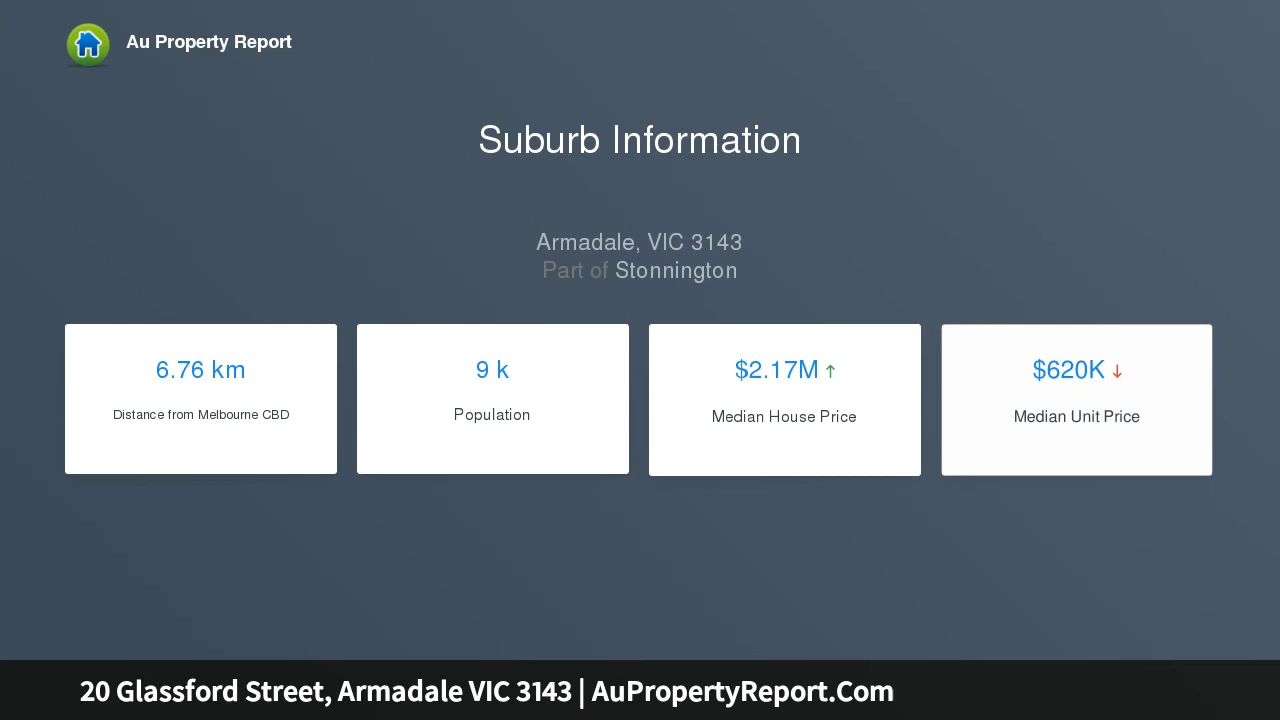 Au Property Report
Suburb Information
Armadale, VIC 3143
Part of Stonnington
6.76 km
Distance from Melbourne CBD
9 k
Population
$2.17M ↑
Median House Price
$620K ↓
Median Unit Price
20 Glassford Street, Armadale VIC 3143 | AuPropertyReport.Com